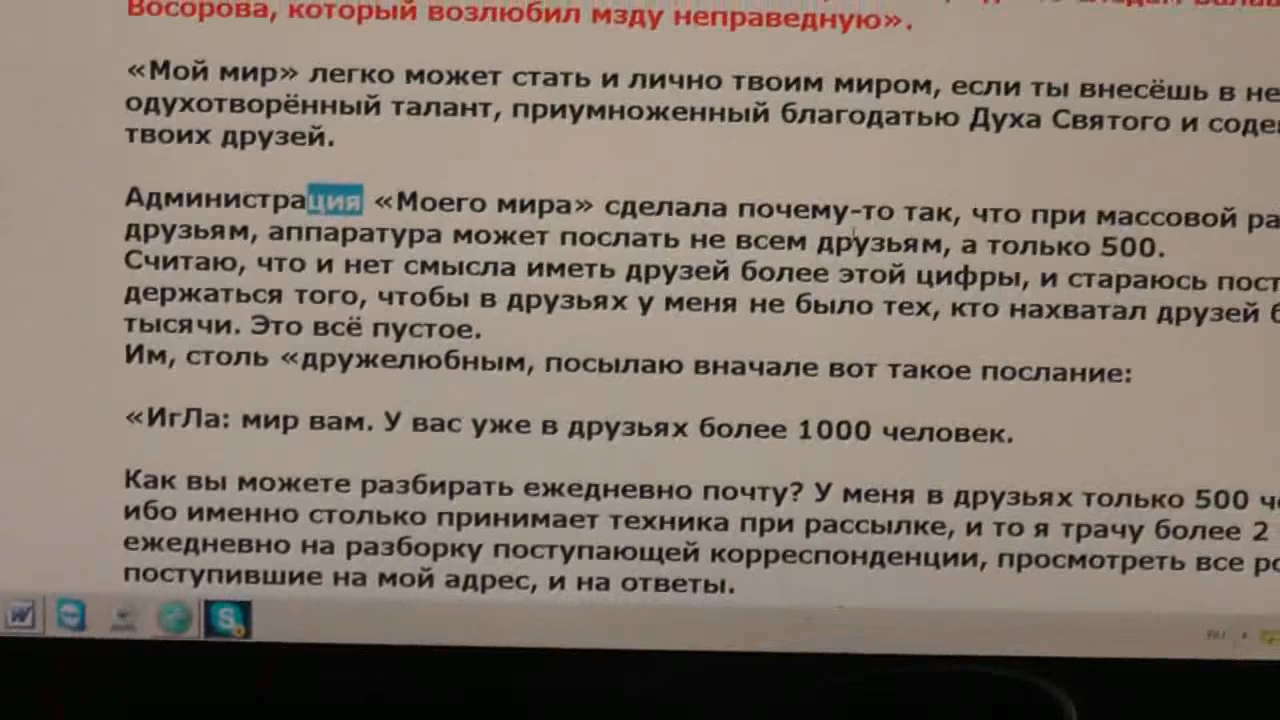 Восорова, который возлюбил мзду неправедную».
«Мой мир» легко может стать и лично твоим миром, если ты внесёшь в не
одухотворённый талант, приумноженный благодатью Духа Святого и
твоих друзей.
Администрация «Моего мира» сделала почему-то так, что при массовой
друзьям, аппаратура может послать не всем друзьям, а только 500.
Считаю, что и нет смысла иметь друзей более этой цифры, и стараюсь
держаться того, чтобы в друзьях у меня не было тех, кто нахватал друзей
тысячи. Это всё пустое.
Им, столь «дружелюбным, посылаю вначале вот такое послание:
«ИгЛа: мир вам. У вас уже в друзьях более 1000 человек.
Как вы можете разбирать ежедневно почту? У меня в друзьях только 500
ибо именно столько принимает техника при рассылке, и то я трачу более 2
ежедневно на разборку поступающей корреспонденции, просмотреть все
поступившие на мой адрес, и на ответы.
W
S